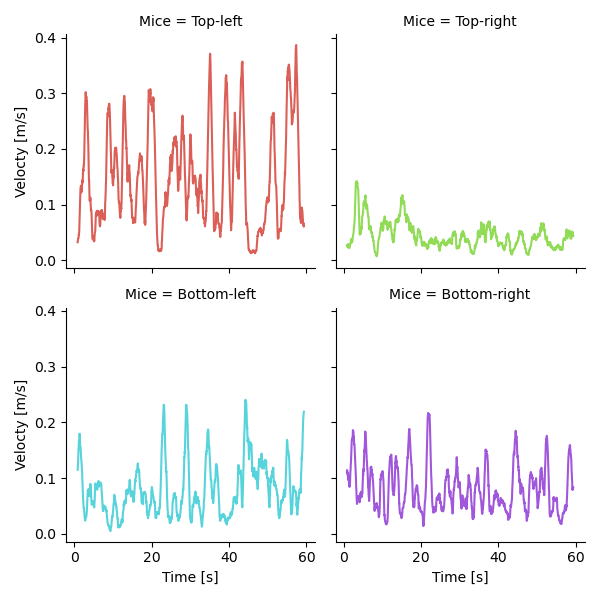 Mice = Top-left
Mice = Top-right
0.4
0.3
0.2
0.1
0.0
Velocty [m/s]
Mice = Bottom-left
Mice = Bottom-right
0.4
0.3
0.2
0.1
0.0
Velocty [m/s]
0
20
40
60
0
20
40
60
Time [s]
Time [s]